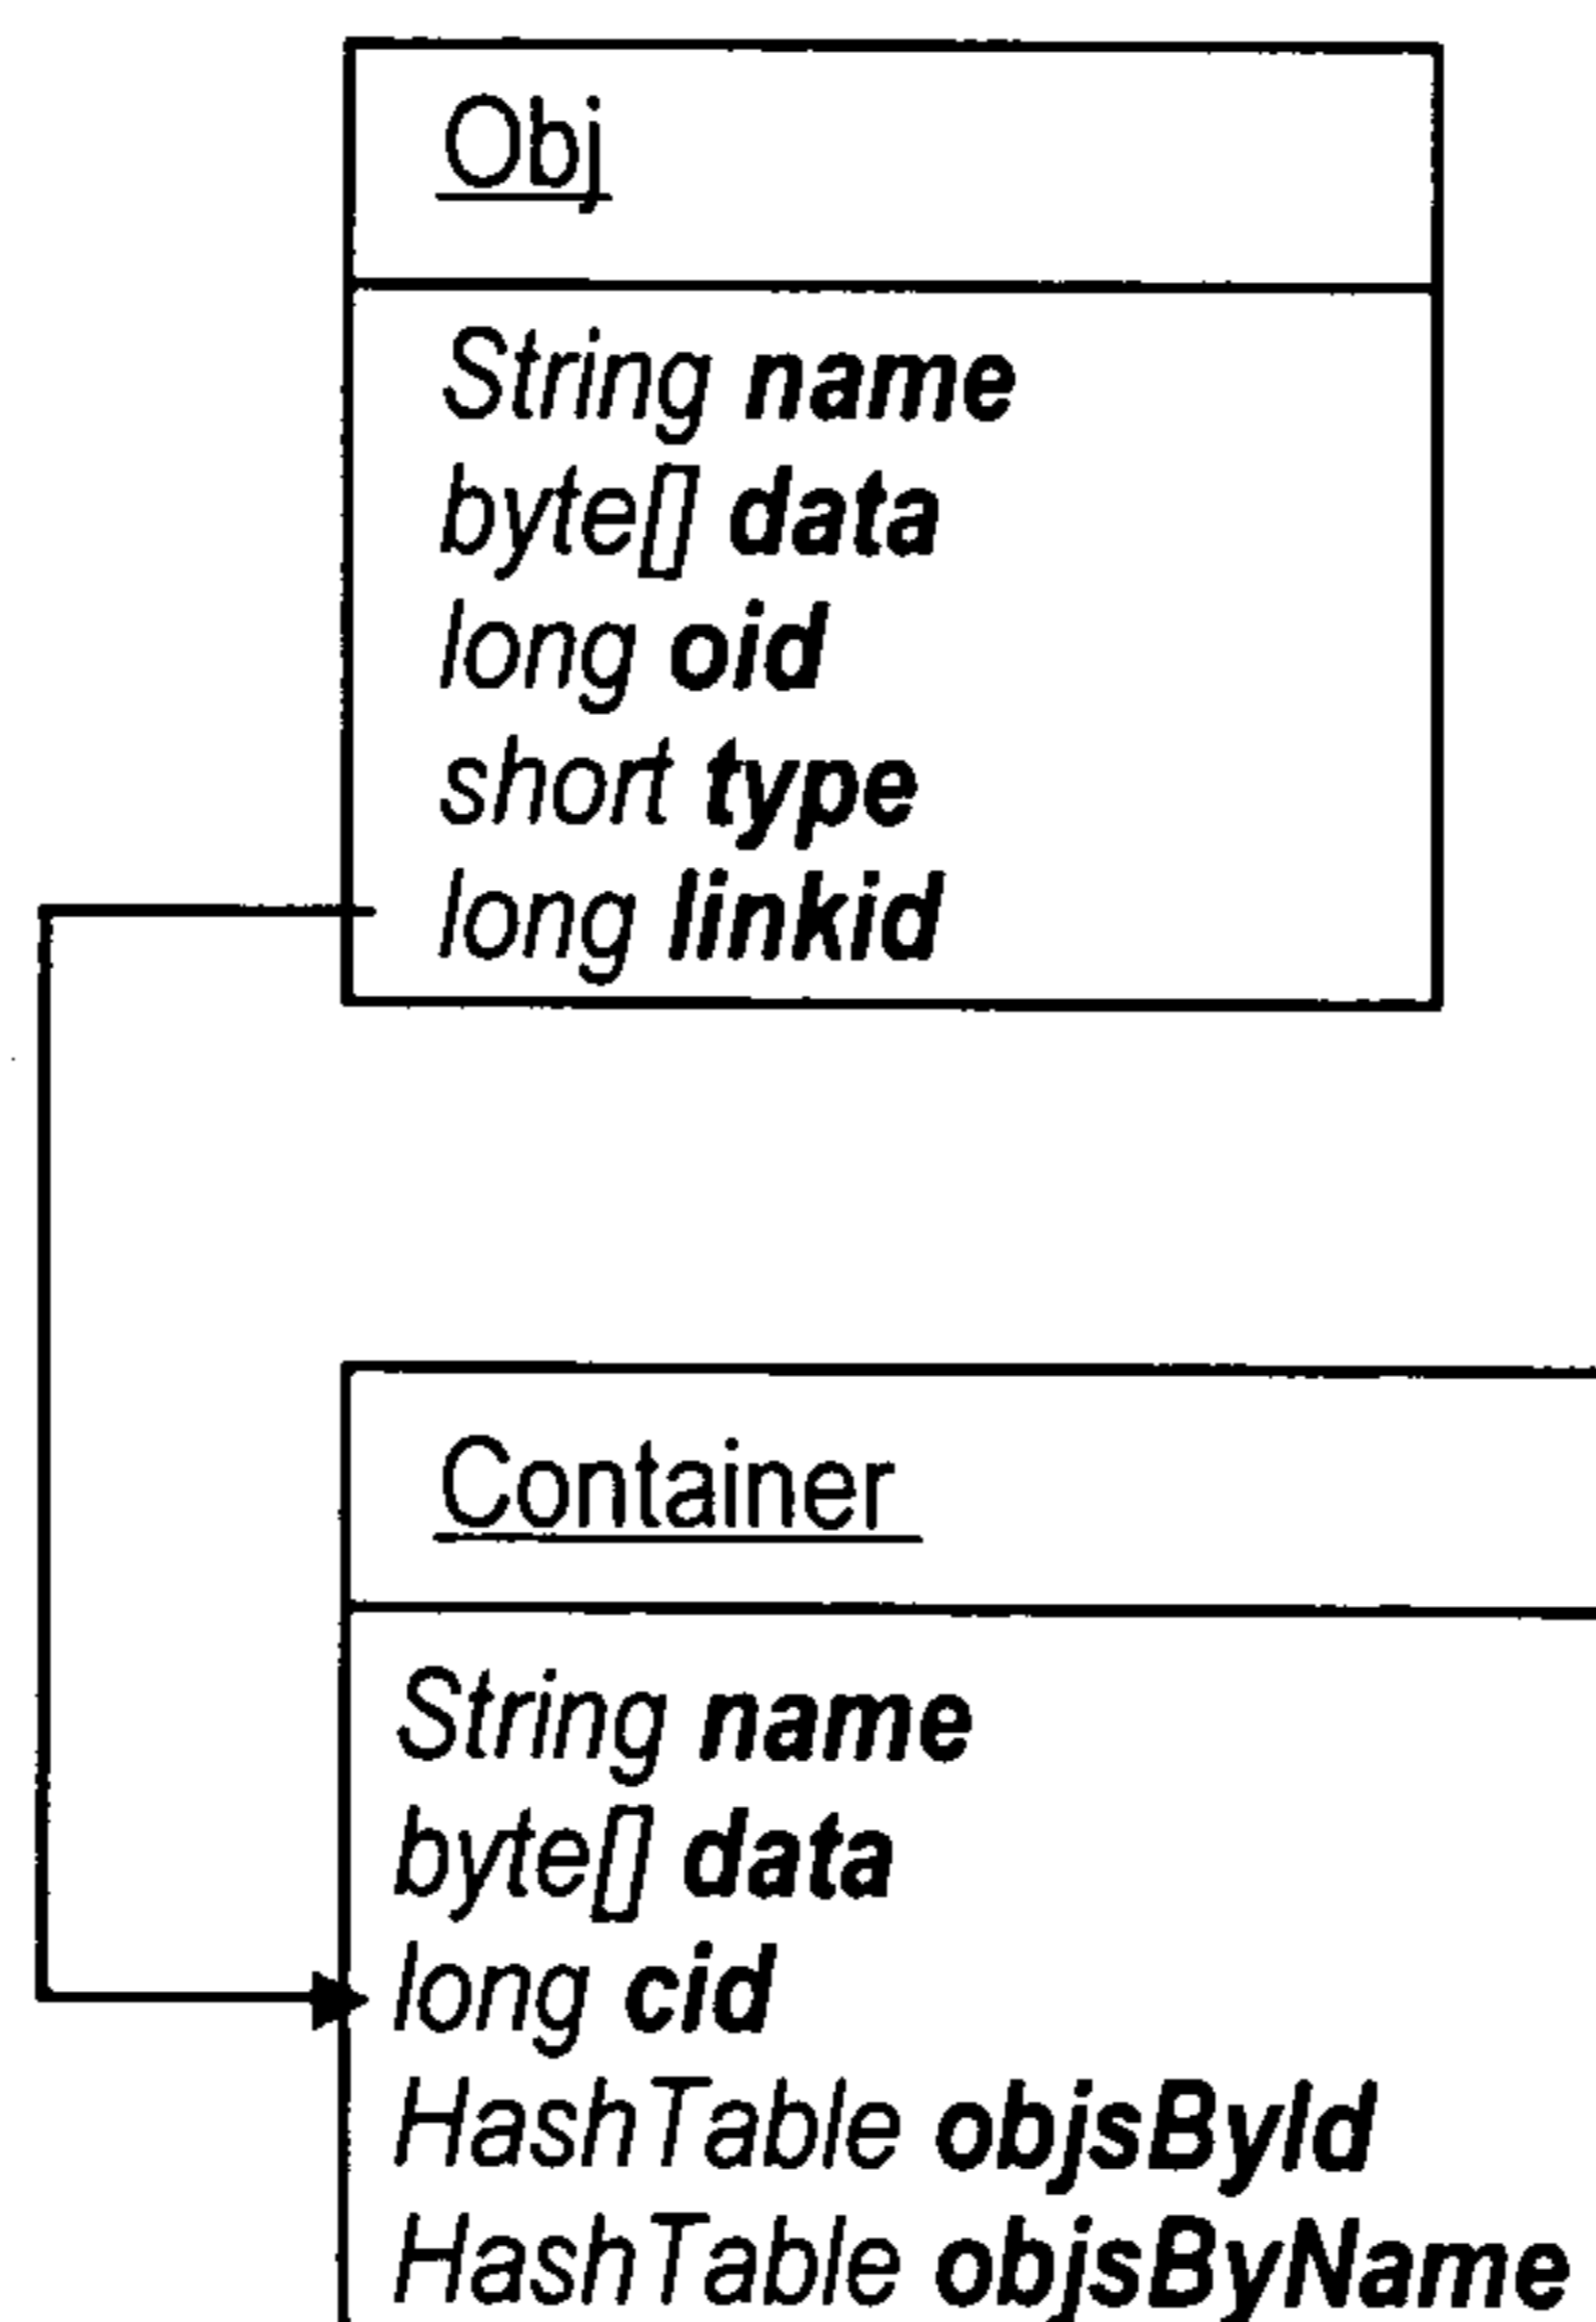 Obj
String name
byte[] data
long oid
short type
long linkid
Container
String name
byte[] data
long cid
HashTable objsById
HashTable objsByName